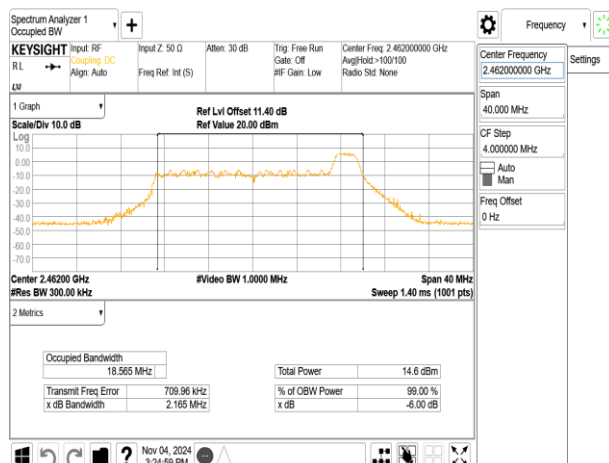 Spectrum Analyzer 1
Occupied BW
Frequency
KEYSIGHT Input: RF Input Z: 50 Ω Atten: 30 dB Trig: Free Run Center Freq: 2.462000000 GHz
RL Coupling: DC Gate: Off Avg|Hold:>100/100
Align: Auto Freq Ref: Int (S) #IF Gain: Low Radio Std: None
LXI
Center Frequency
2.462000000 GHz
Settings
Span
40.000 MHz
CF Step
4.000000 MHz
Auto
Man
Freq Offset
0 Hz
1 Graph
Ref Lvl Offset 11.40 dB
Scale/Div 10.0 dB Ref Value 20.00 dBm
Log
10.0
0.00
-10.0
-20.0
-30.0
-40.0
-50.0
-60.0
-70.0
Center 2.46200 GHz #Video BW 1.0000 MHz Span 40 MHz
#Res BW 300.00 kHz Sweep 1.40 ms (1001 pts)
2 Metrics
Occupied Bandwidth
18.565 MHz Total Power 14.6 dBm
Transmit Freq Error 709.96 kHz % of OBW Power 99.00 %
x dB Bandwidth 2.165 MHz x dB -6.00 dB
Nov 04, 2024
3:24:59 PM